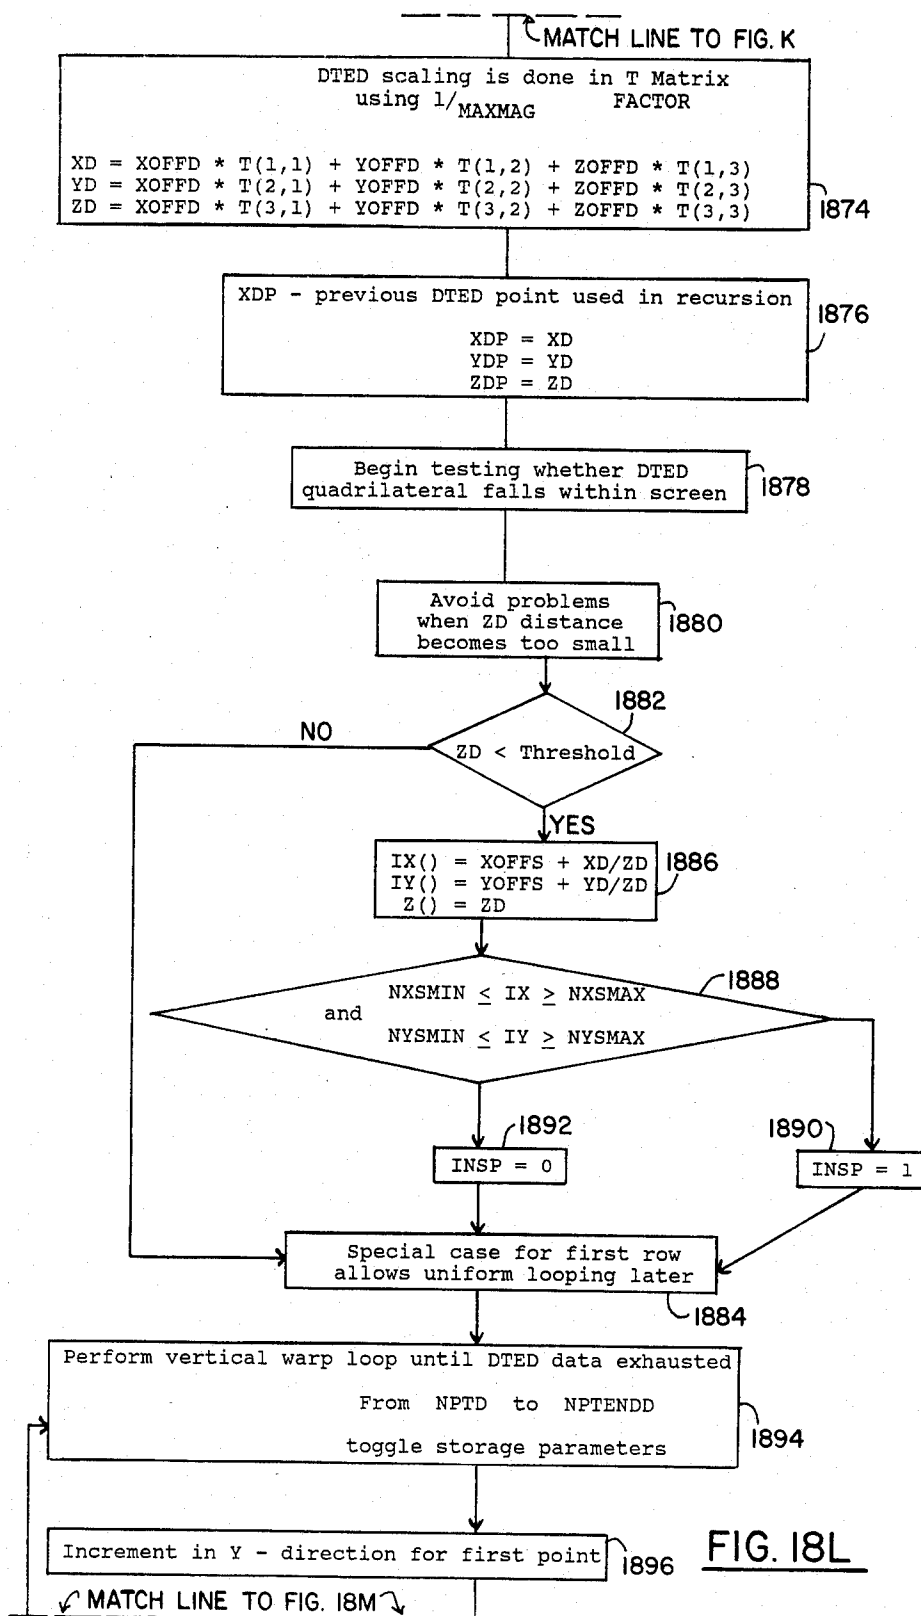 MATCH LINE TO FIG. K
DTED scaling is done in T Matrix
using 1/MAXMAG FACTOR
XD = XOFFD * T(1,1) + YOFFD * T(1,2) + ZOFFD * T(1,3)
YD = XOFFD * T(2,1) + YOFFD * T(2,2) + ZOFFD * T(2,3)
ZD = XOFFD * T(3,1) + YOFFD * T(3,2) + ZOFFD * T(3,3)
1874
XDP - previous DTED point used in recursion
1876
XDP = XD
YDP = YD
ZDP = ZD
Begin testing whether DTED
quadrilateral falls within screen
1878
Avoid problems
when ZD distance
becomes too small
1880
1882
NO
ZD < Threshold
YES
IX() = XOFFS + XD/ZD
IY() = YOFFS + YD/ZD
Z() = ZD
1886
1888
NXSMIN ≤ IX ≥ NXSMAX
and
NYSMIN ≤ IY ≥ NYSMAX
1892
1890
INSP = 0
INSP = 1
Special case for first row
allows uniform looping later
1884
Perform vertical warp loop until DTED data exhausted
From NPTD to NPTENDD
toggle storage parameters
1894
Increment in Y - direction for first point
1896
FIG. 18L
MATCH LINE TO FIG. 18M